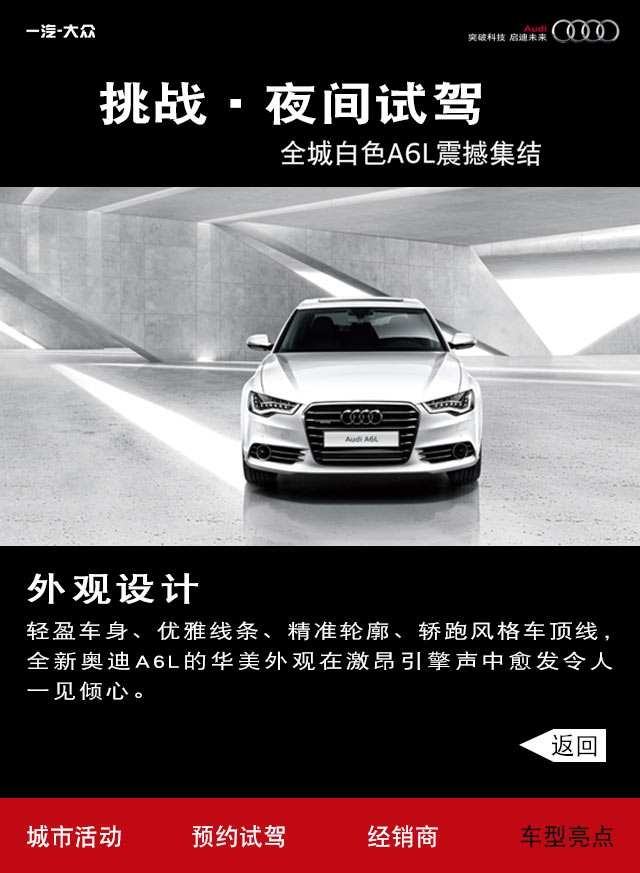 一汽-大众
Audi
突破科技 启迪未来
挑战·夜间试驾
全城白色A6L震撼集结
Audi A6L
外观设计
轻盈车身、优雅线条、精准轮廓、轿跑风格车顶线，
全新奥迪A6L的华美外观在激昂引擎声中愈发令人
一见倾心。
返回
城市活动 预约试驾 经销商 车型亮点